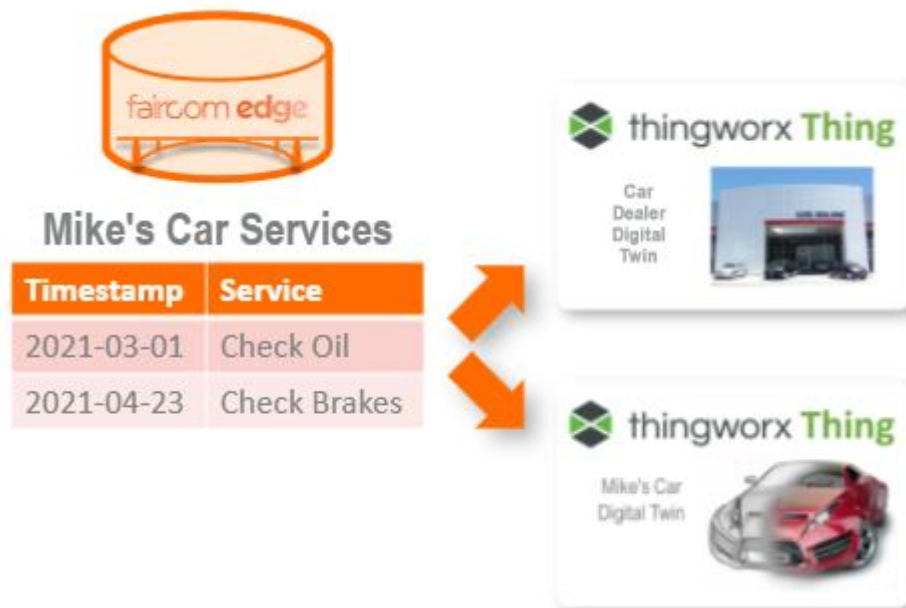 faircom edge
Mike's Car Services
Timestamp Service
2021-03-01 Check Oil
2021-04-23 Check Brakes
thingworx Thing
Car
Dealer
Digital
Twin
thingworx Thing
Mike's Car
Digital Twin